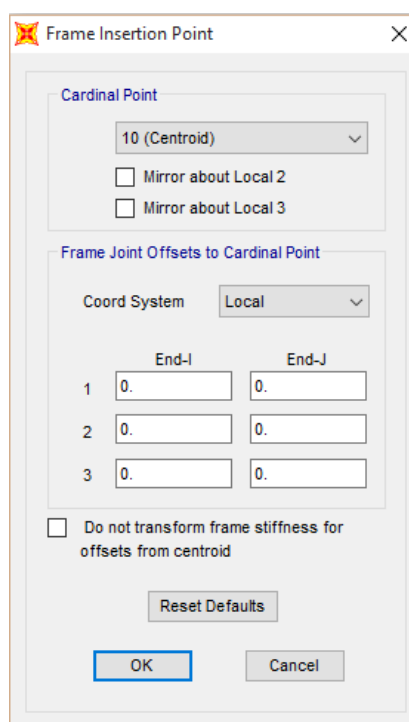 Frame Insertion Point
Cardinal Point
10 (Centroid)
Mirror about Local 2
Mirror about Local 3
Frame Joint Offsets to Cardinal Point
Coord System Local
End-I End-J
1 0. 0.
2 0. 0.
3 0. 0.
Do not transform frame stiffness for
offsets from centroid
Reset Defaults
OK Cancel